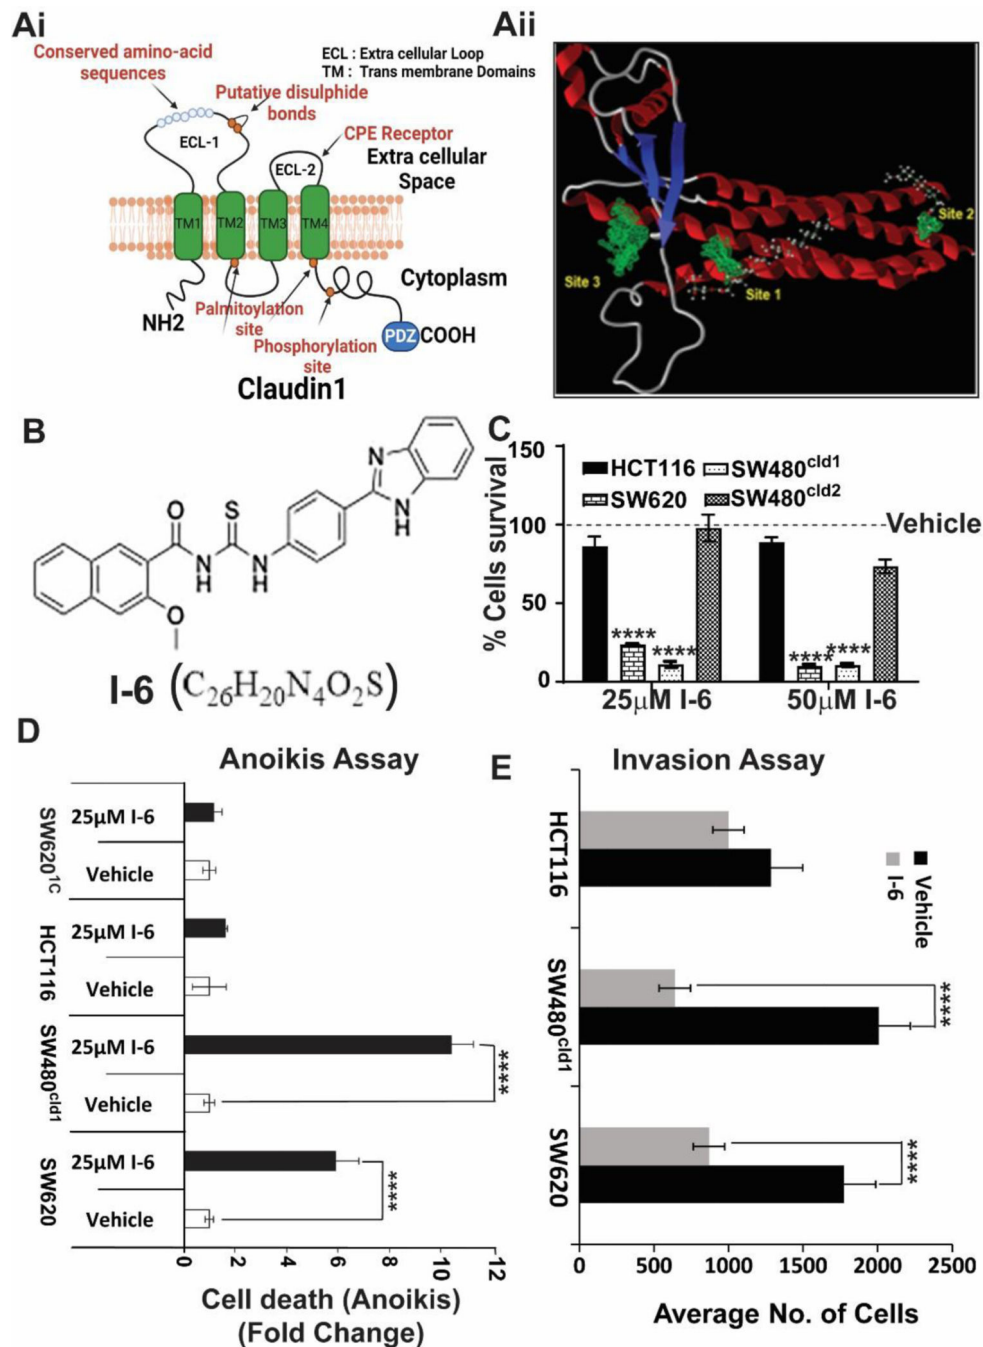 Ai
Conserved amino-acid
sequences
ECL : Extra cellular Loop
TM : Trans membrane Domains
Putative disulphide
bonds
ECL-1
CPE Receptor
ECL-2
Extra cellular
Space
TM1
TM2
TM3
TM4
Cytoplasm
NH2
Palmitoylation
site
PDZ
COOH
Phosphorylation
site
Claudin1
Aii
Site 2
Site 3
Site 1
B
N
N
H
O
S
N
H
N
H
O
I-6 (C26H20N4O2S)
C
% Cells survival
150
100
50
0
HCT116
SW480cld1
SW620
SW480cld2
Vehicle
****
****
****
****
25μM I-6
50μM I-6
D
Anoikis Assay
SW6201C
25μM I-6
Vehicle
HCT116
25μM I-6
Vehicle
SW480cld1
25μM I-6
Vehicle
****
SW620
25μM I-6
Vehicle
****
0 2 4 6 8 10 12
Cell death (Anoikis)
(Fold Change)
E
Invasion Assay
HCT116
SW480cld1
SW620
I-6
Vehicle
****
****
0 500 1000 1500 2000 2500
Average No. of Cells